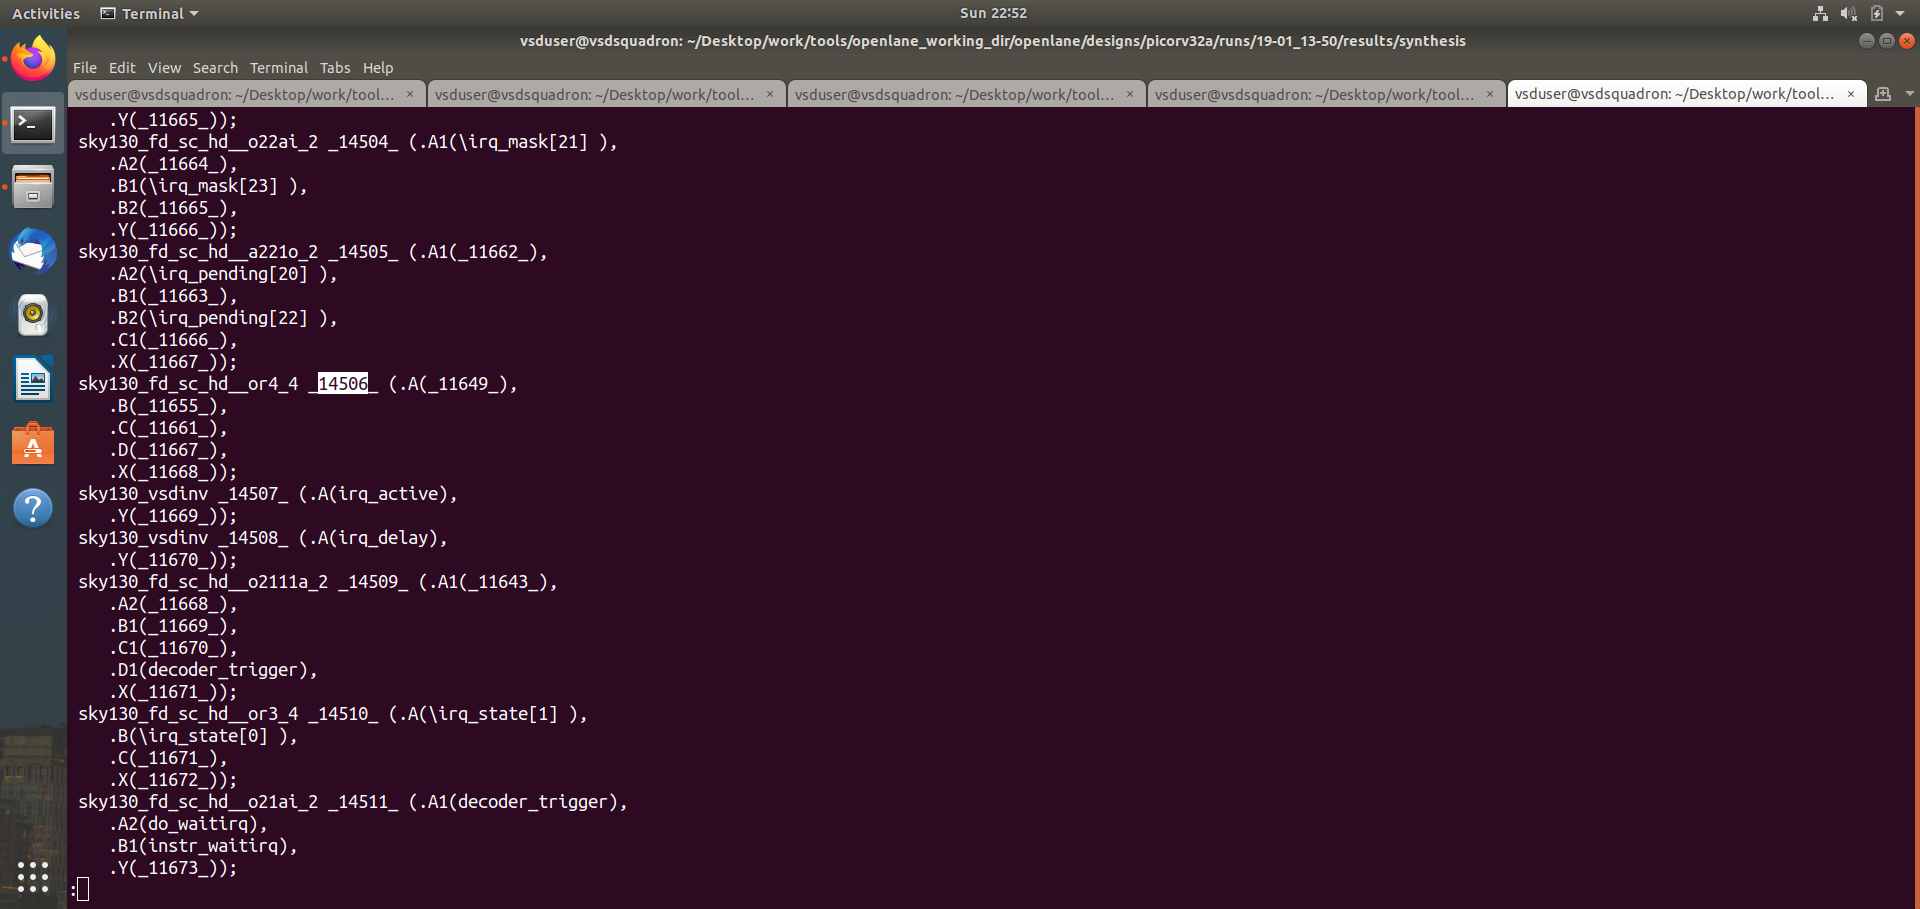 Activities Terminal Sun 22:52
vsduser@vsdsquadron: ~/Desktop/work/tools/openlane_working_dir/openlane/designs/picorv32a/runs/19-01_13-50/results/synthesis
File Edit View Search Terminal Tabs Help
vsduser@vsdsquadron: ~/Desktop/work/tool... × vsduser@vsdsquadron: ~/Desktop/work/tool... × vsduser@vsdsquadron: ~/Desktop/work/tool... × vsduser@vsdsquadron: ~/Desktop/work/tool... × vsduser@vsdsquadron: ~/Desktop/work/tool... ×
.Y(_11665_));
sky130_fd_sc_hd__o22ai_2 _14504_ (.A1(\irq_mask[21] ),
.A2(_11664_),
.B1(\irq_mask[23] ),
.B2(_11665_),
.Y(_11666_));
sky130_fd_sc_hd__a221o_2 _14505_ (.A1(_11662_),
.A2(\irq_pending[20] ),
.B1(_11663_),
.B2(\irq_pending[22] ),
.C1(_11666_),
.X(_11667_));
sky130_fd_sc_hd__or4_4 _14506_ (.A(_11649_),
.B(_11655_),
.C(_11661_),
.D(_11667_),
.X(_11668_));
sky130_vsdinv _14507_ (.A(irq_active),
.Y(_11669_));
sky130_vsdinv _14508_ (.A(irq_delay),
.Y(_11670_));
sky130_fd_sc_hd__o2111a_2 _14509_ (.A1(_11643_),
.A2(_11668_),
.B1(_11669_),
.C1(_11670_),
.D1(decoder_trigger),
.X(_11671_));
sky130_fd_sc_hd__or3_4 _14510_ (.A(\irq_state[1] ),
.B(\irq_state[0] ),
.C(_11671_),
.X(_11672_));
sky130_fd_sc_hd__o21ai_2 _14511_ (.A1(decoder_trigger),
.A2(do_waitirq),
.B1(instr_waitirq),
.Y(_11673_));
: